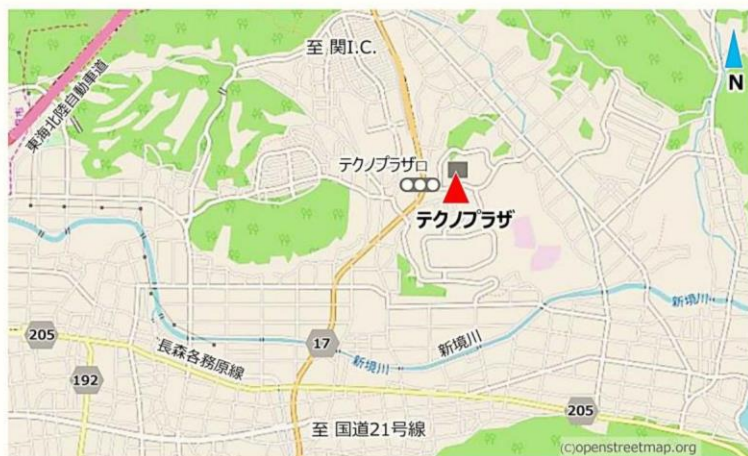 至 関I.C.
東海北陸自動車道
N
テクノプラザ口
テクノプラザ
新境川
205
17
新境川
新境川
長森各務原線
192
205
至 国道21号線
(c)openstreetmap.org